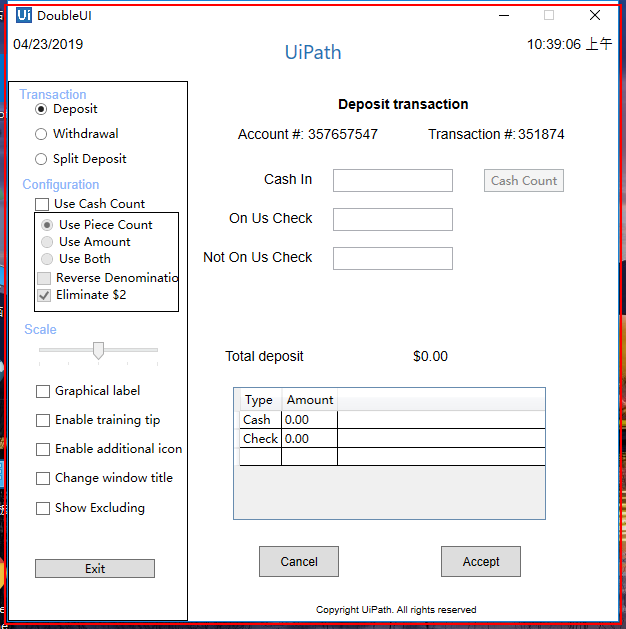 Ui DoubleUI
04/23/2019
UiPath
10:39:06 上午
Transaction
Deposit
Withdrawal
Split Deposit
Configuration
Use Cash Count
Use Piece Count
Use Amount
Use Both
Reverse Denominatio
Eliminate $2
Scale
Graphical label
Enable training tip
Enable additional icon
Change window title
Show Excluding
Exit
Deposit transaction
Account #: 357657547 Transaction #: 351874
Cash In
Cash Count
On Us Check
Not On Us Check
Total deposit $0.00
Type Amount
Cash 0.00
Check 0.00
Cancel Accept
Copyright UiPath. All rights reserved